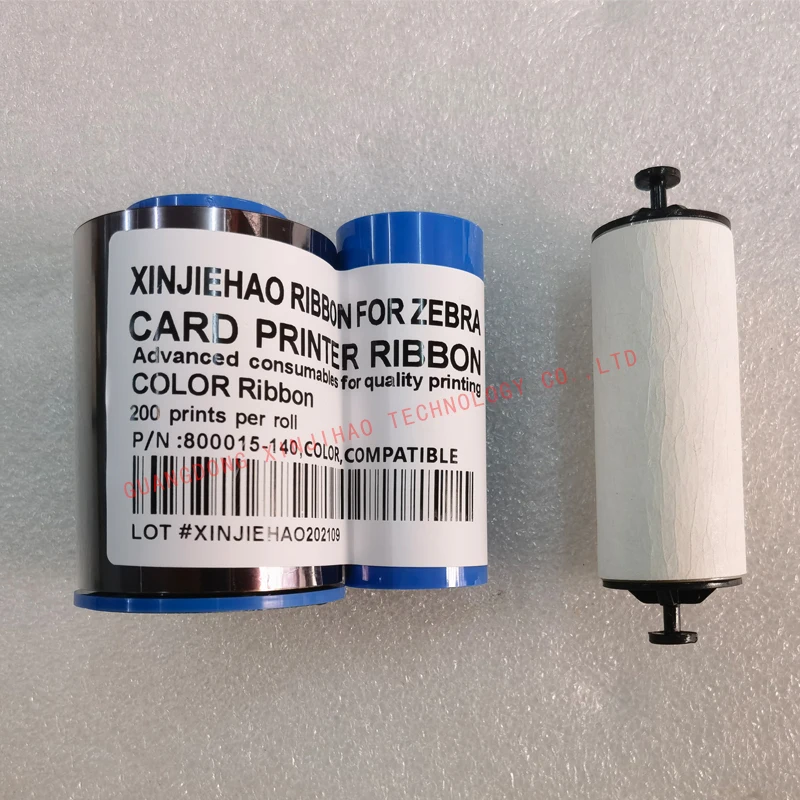 XINJIEHAO RIBBON FOR ZEBRA
CARD PRINTER RIBBON
Advanced consumables for quality printing
COLOR Ribbon
200 prints per roll
P/N :800015-140,COLOR,COMPATIBLE
LOT #XINJIEHAO202109
GUANGDONG XINJIHAO TECHNOLOGY CO.,LTD